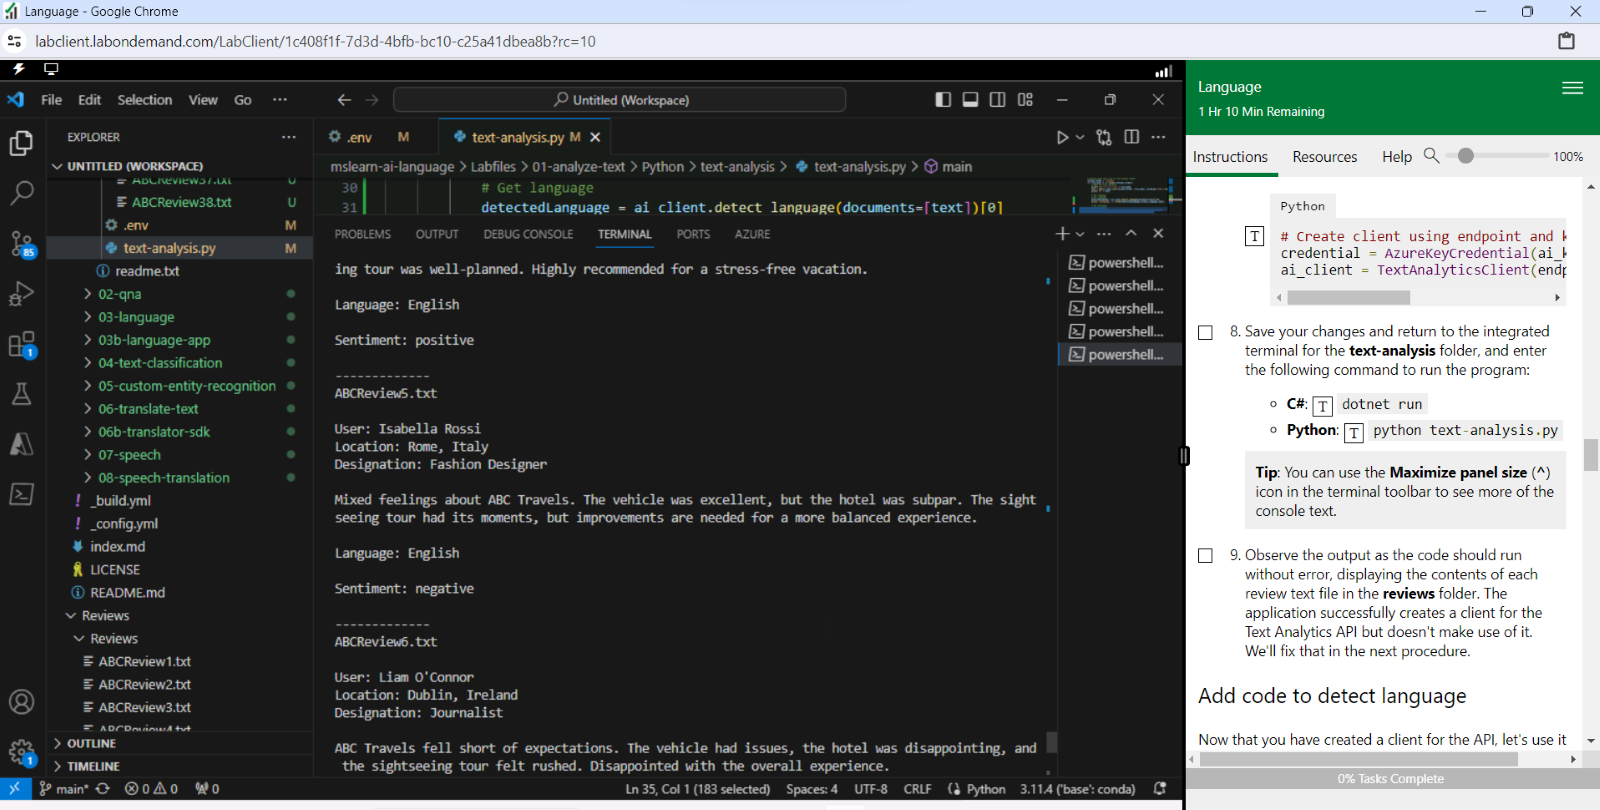 Language - Google Chrome
labclient.labondemand.com/LabClient/1c408f1f-7d3d-4bfb-bc10-c25a41dbea8b?rc=10
File Edit Selection View Go ···
Untitled (Workspace)
EXPLORER
UNTITLED (WORKSPACE)
ABCReview37.txt U
ABCReview38.txt U
.env M
text-analysis.py M
readme.txt
02-qna
03-language
03b-language-app
04-text-classification
05-custom-entity-recognition
06-translate-text
06b-translator-sdk
07-speech
08-speech-translation
_build.yml
_config.yml
index.md
LICENSE
README.md
Reviews
Reviews
ABCReview1.txt
ABCReview2.txt
ABCReview3.txt
ABCReview4.txt
OUTLINE
TIMELINE
85
1
1
.env M
text-analysis.py M
mslearn-ai-language > Labfiles > 01-analyze-text > Python > text-analysis > text-analysis.py > main
30 # Get language
31 detectedLanguage = ai_client.detect_language(documents=[text])[0]
PROBLEMS OUTPUT DEBUG CONSOLE TERMINAL PORTS AZURE
ing tour was well-planned. Highly recommended for a stress-free vacation.
Language: English
Sentiment: positive
-------------
ABCReview5.txt
User: Isabella Rossi
Location: Rome, Italy
Designation: Fashion Designer
Mixed feelings about ABC Travels. The vehicle was excellent, but the hotel was subpar. The sight
seeing tour had its moments, but improvements are needed for a more balanced experience.
Language: English
Sentiment: negative
-------------
ABCReview6.txt
User: Liam O'Connor
Location: Dublin, Ireland
Designation: Journalist
ABC Travels fell short of expectations. The vehicle had issues, the hotel was disappointing, and
the sightseeing tour felt rushed. Disappointed with the overall experience.
powershell...
powershell...
powershell...
powershell...
powershell...
main* 0 0 0
Ln 35, Col 1 (183 selected) Spaces: 4 UTF-8 CRLF Python 3.11.4 ('base': conda)
Language
1 Hr 10 Min Remaining
Instructions Resources Help 100%
Python
T
# Create client using endpoint and k
credential = AzureKeyCredential(ai_k
ai_client = TextAnalyticsClient(endp
8. Save your changes and return to the integrated
terminal for the text-analysis folder, and enter
the following command to run the program:
C#: T dotnet run
Python: T python text-analysis.py
Tip: You can use the Maximize panel size (^)
icon in the terminal toolbar to see more of the
console text.
9. Observe the output as the code should run
without error, displaying the contents of each
review text file in the reviews folder. The
application successfully creates a client for the
Text Analytics API but doesn't make use of it.
We'll fix that in the next procedure.
Add code to detect language
Now that you have created a client for the API, let's use it
0% Tasks Complete